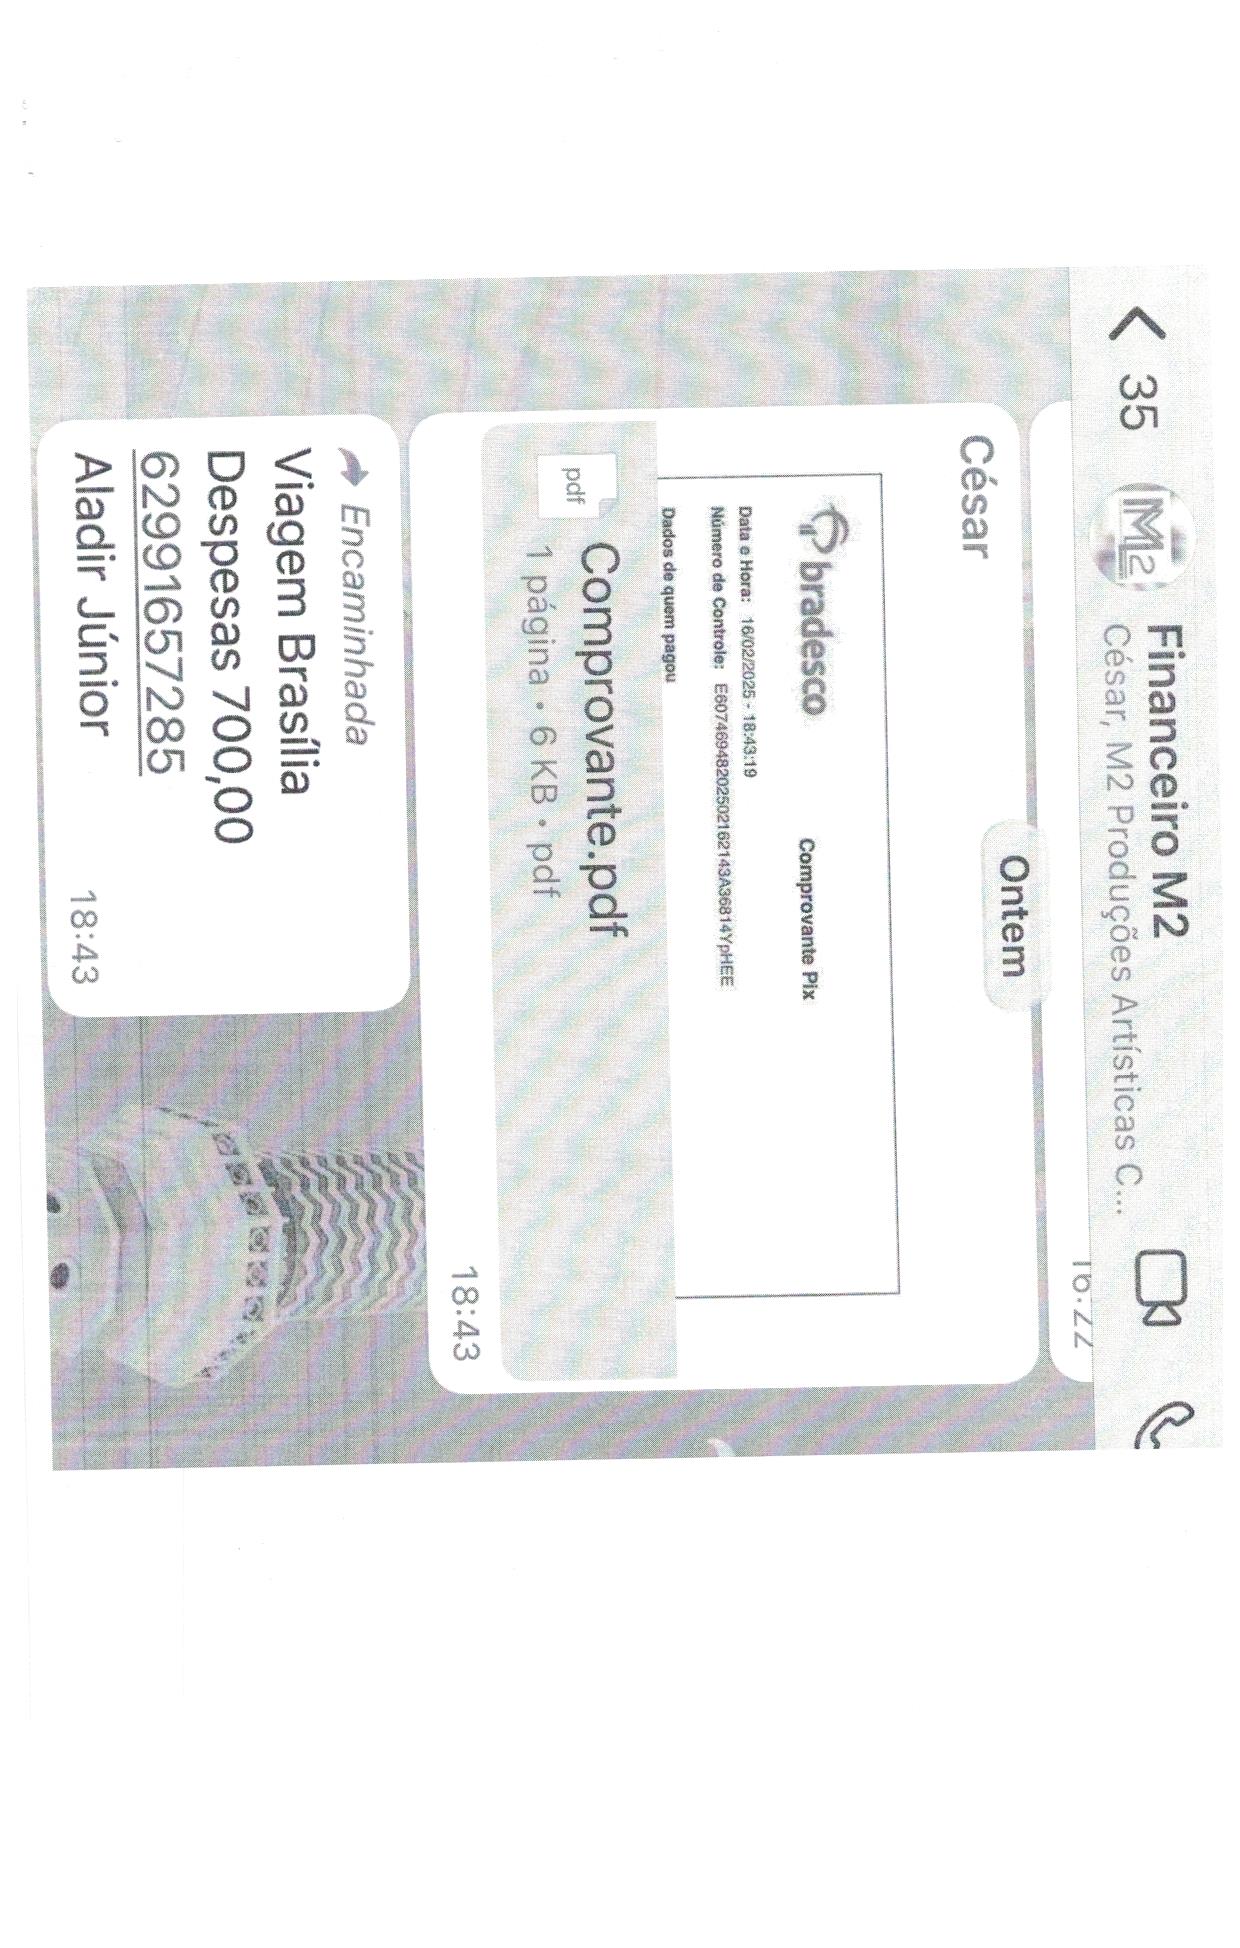 35
M2
Financeiro M2
César, M2 Produções Artísticas C...
16:22
Ontem
César
bradesco
Comprovante Pix
Data e Hora: 16/02/2025 - 18:43:19
Número de Controle: E60746948202502162143A36814YpHEE
Dados de quem pagou
pdf
Comprovante.pdf
1 página • 6 KB • pdf
18:43
Encaminhada
Viagem Brasília
Despesas 700,00
629991657285
Aladir Júnior
18:43